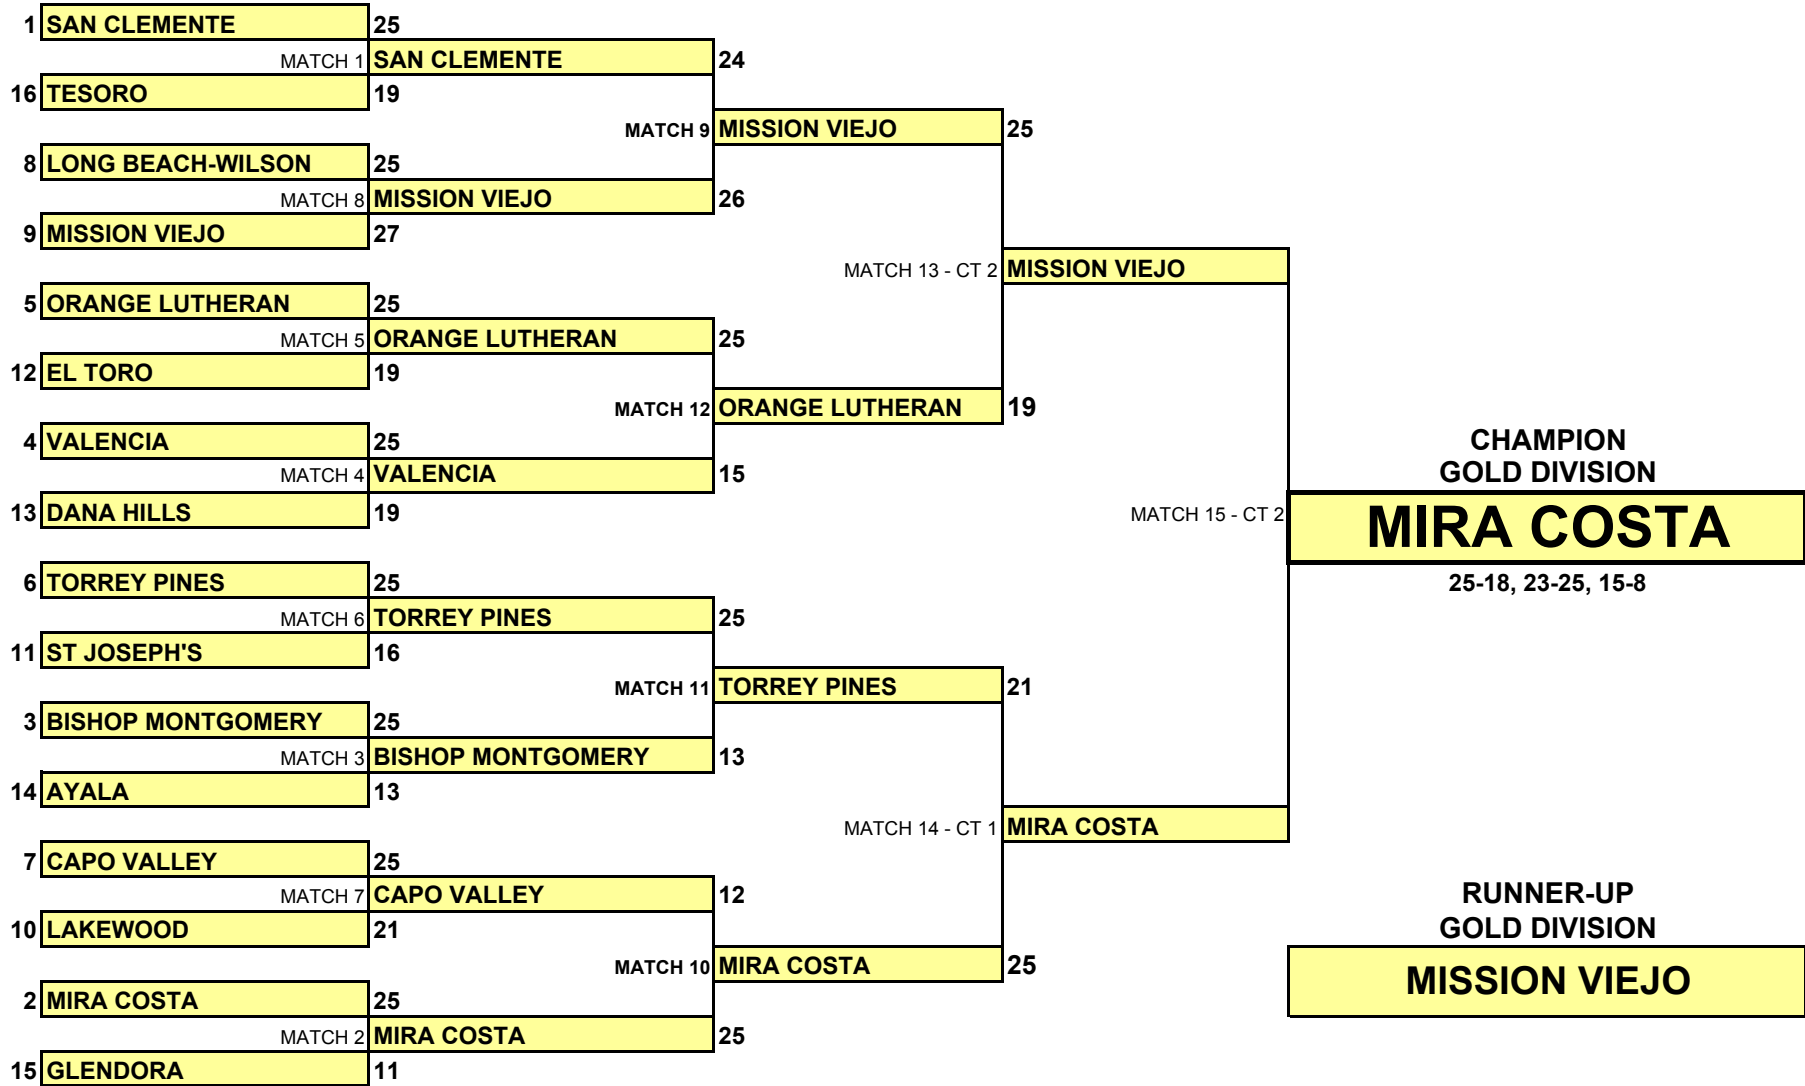 1 SAN CLEMENTE 25
MATCH 1 SAN CLEMENTE 24
16 TESORO 19
MATCH 9 MISSION VIEJO 25
8 LONG BEACH-WILSON 25
MATCH 8 MISSION VIEJO 26
9 MISSION VIEJO 27
MATCH 13 - CT 2 MISSION VIEJO
5 ORANGE LUTHERAN 25
MATCH 5 ORANGE LUTHERAN 25
12 EL TORO 19
MATCH 12 ORANGE LUTHERAN 19
4 VALENCIA 25
MATCH 4 VALENCIA 15
13 DANA HILLS 19
CHAMPION
GOLD DIVISION
MATCH 15 - CT 2 MIRA COSTA
25-18, 23-25, 15-8
6 TORREY PINES 25
MATCH 6 TORREY PINES 25
11 ST JOSEPH'S 16
MATCH 11 TORREY PINES 21
3 BISHOP MONTGOMERY 25
MATCH 3 BISHOP MONTGOMERY 13
14 AYALA 13
MATCH 14 - CT 1 MIRA COSTA
7 CAPO VALLEY 25
MATCH 7 CAPO VALLEY 12
10 LAKEWOOD 21
MATCH 10 MIRA COSTA 25
2 MIRA COSTA 25
MATCH 2 MIRA COSTA 25
15 GLENDORA 11
RUNNER-UP
GOLD DIVISION
MISSION VIEJO